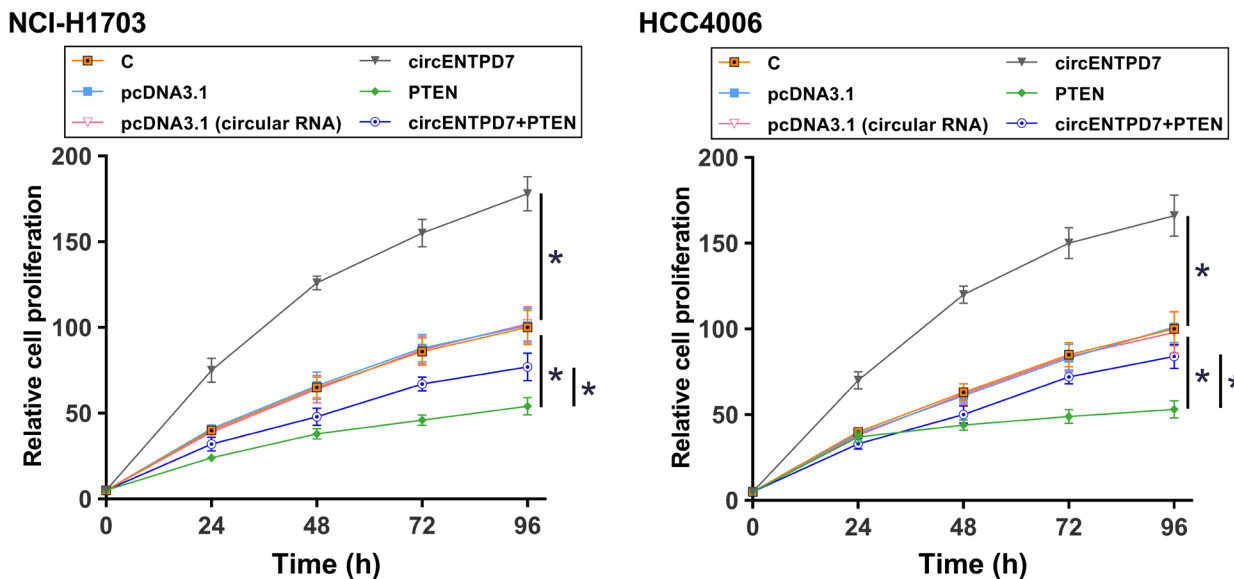 NCI-H1703
C
pcDNA3.1
pcDNA3.1 (circular RNA)
circENTPD7
PTEN
circENTPD7+PTEN
Relative cell proliferation
200
150
100
50
0
*
*
*
0 24 48 72 96
Time (h)
HCC4006
C
pcDNA3.1
pcDNA3.1 (circular RNA)
circENTPD7
PTEN
circENTPD7+PTEN
Relative cell proliferation
200
150
100
50
0
*
*
*
0 24 48 72 96
Time (h)